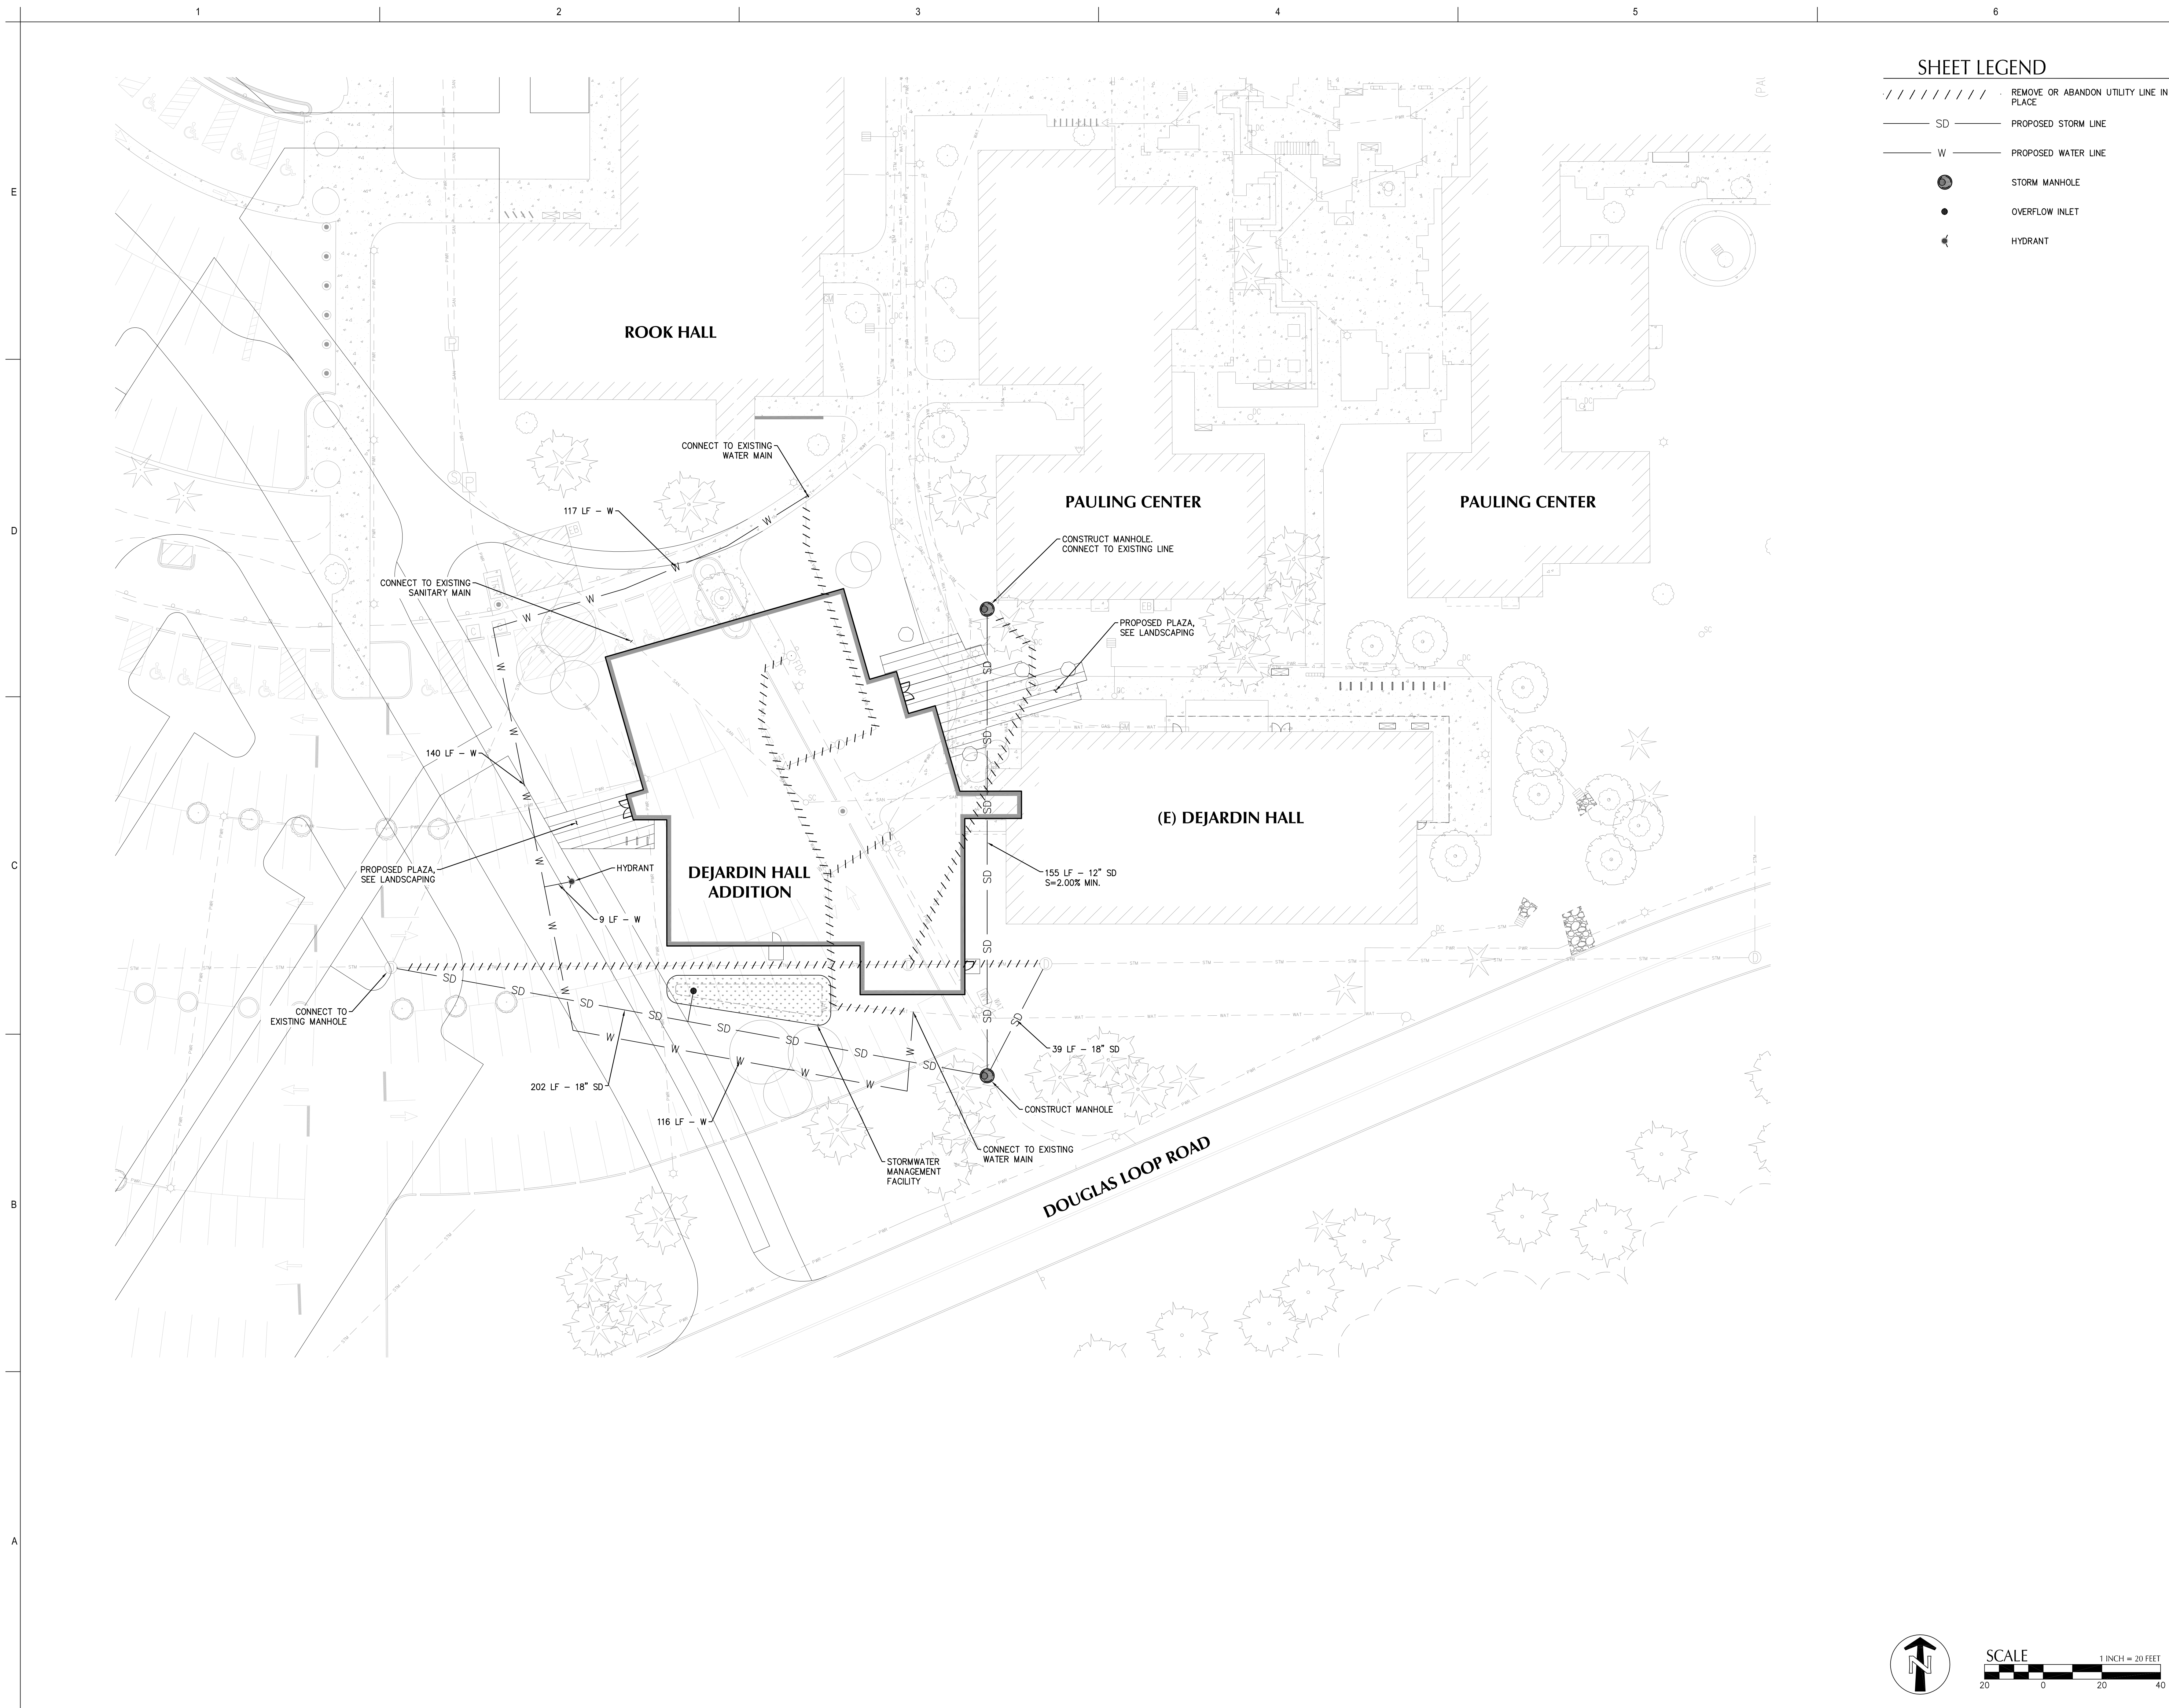 1
2
3
4
5
6
SHEET LEGEND
REMOVE OR ABANDON UTILITY LINE IN
PLACE
SD
PROPOSED STORM LINE
W
PROPOSED WATER LINE
STORM MANHOLE
OVERFLOW INLET
HYDRANT
E
D
C
B
A
ROOK HALL
CONNECT TO EXISTING
WATER MAIN
117 LF - W
PAULING CENTER
PAULING CENTER
CONSTRUCT MANHOLE.
CONNECT TO EXISTING LINE
CONNECT TO EXISTING
SANITARY MAIN
PROPOSED PLAZA,
SEE LANDSCAPING
140 LF - W
(E) DEJARDIN HALL
PROPOSED PLAZA,
SEE LANDSCAPING
HYDRANT
DEJARDIN HALL
ADDITION
155 LF - 12" SD
S=2.00% MIN.
9 LF - W
CONNECT TO
EXISTING MANHOLE
39 LF - 18" SD
202 LF - 18" SD
116 LF - W
CONSTRUCT MANHOLE
CONNECT TO EXISTING
WATER MAIN
STORMWATER
MANAGEMENT
FACILITY
DOUGLAS LOOP ROAD
N
SCALE
1 INCH = 20 FEET
20
0
20
40